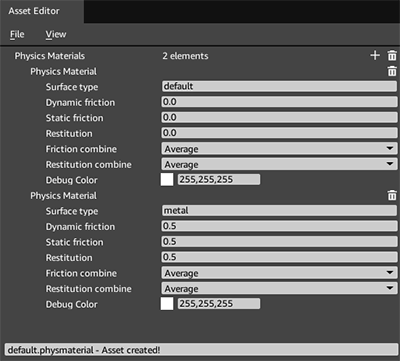 Asset Editor
File View
Physics Materials 2 elements
Physics Material
Surface type default
Dynamic friction 0.0
Static friction 0.0
Restitution 0.0
Friction combine Average
Restitution combine Average
Debug Color 255,255,255
Physics Material
Surface type metal
Dynamic friction 0.5
Static friction 0.5
Restitution 0.5
Friction combine Average
Restitution combine Average
Debug Color 255,255,255
default.physmaterial - Asset created!